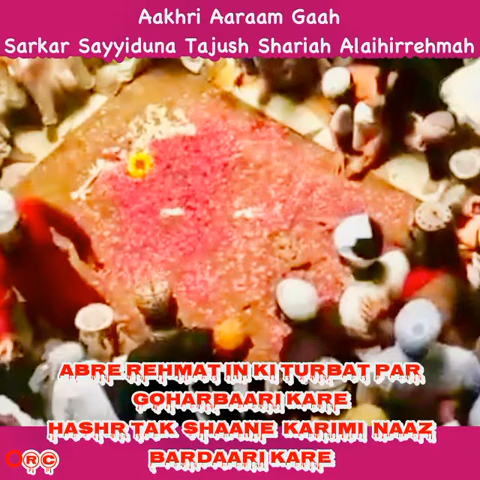 Aakhri Aaraam Gaah
Sarkar Sayyiduna Tajush Shariah Alaihirrehmah
ABRE REHMAT IN KI TURBAT PAR
GOHARBAARI KARE
HASHR TAK SHAANE KARIMI NAAZ
BARDAARI KARE
ORC